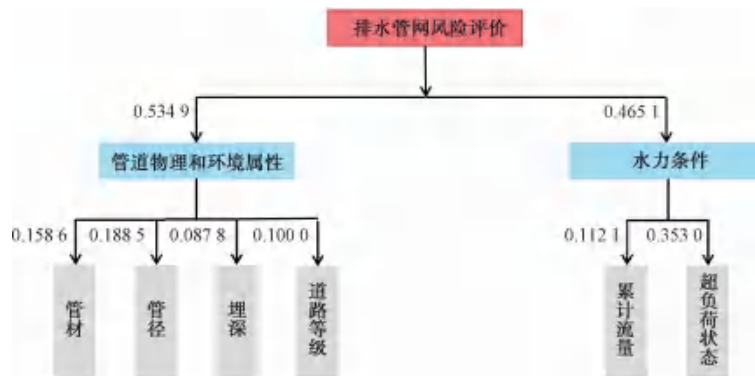 排水管网风险评价
0.534 9
0.465 1
管道物理和环境属性
水力条件
0.158 6
0.188 5
0.087 8
0.100 0
0.112 1
0.353 0
管材
管径
埋深
道路等级
累计流量
超负荷状态